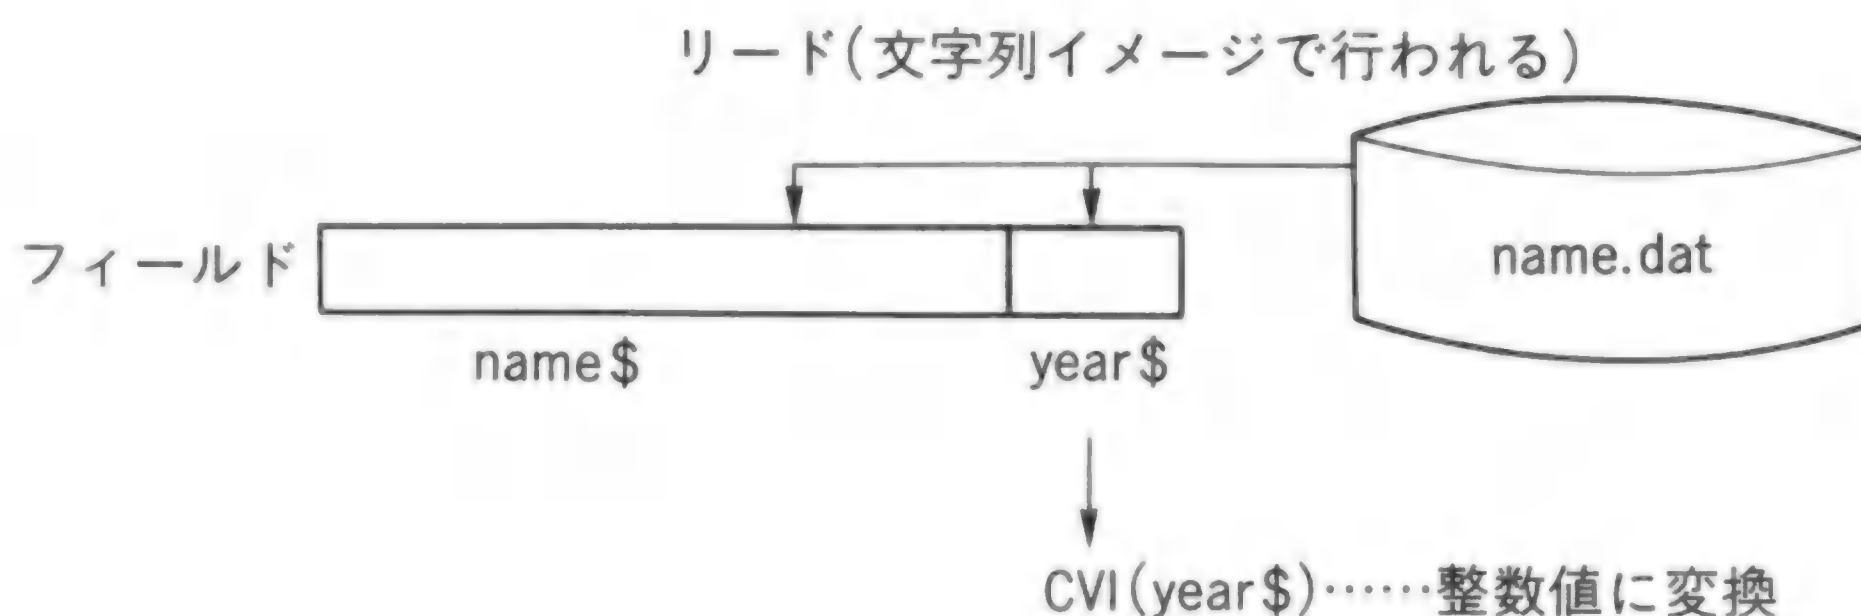 リード(文字列イメージで行われる)
フィールド
name.dat
name$
year$
CVI(year$)……整数値に変換